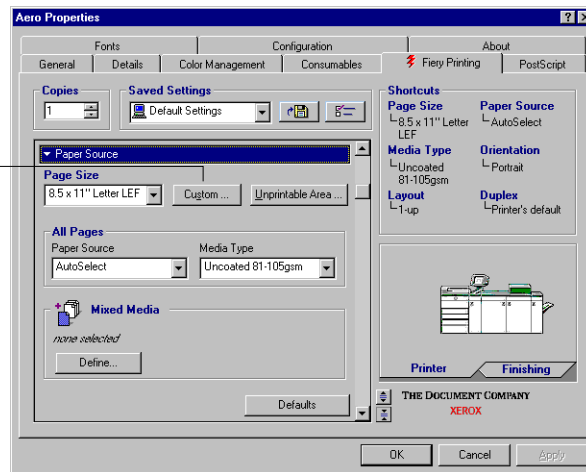 Aero Properties
Fonts Configuration About
General Details Color Management Consumables Fiery Printing PostScript
Copies
1
Saved Settings
Default Settings
Paper Source
Page Size
8.5 x 11" Letter LEF
Custom ...
Unprintable Area ...
All Pages
Paper Source
AutoSelect
Media Type
Uncoated 81-105gsm
Mixed Media
none selected
Define...
Defaults
Shortcuts
Page Size
8.5 x 11" Letter
LEF
Paper Source
AutoSelect
Media Type
Uncoated
81-105gsm
Orientation
Portrait
Layout
1-up
Duplex
Printer's default
Printer Finishing
THE DOCUMENT COMPANY
XEROX
OK Cancel Apply